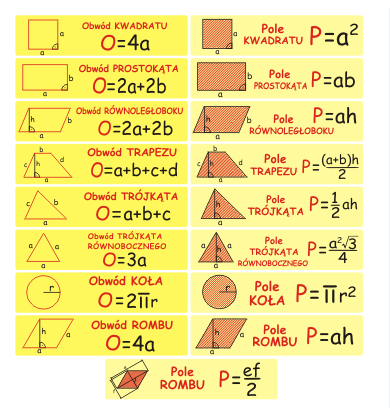 a
a
Obwód KWADRATU
O=4a
a
a
Pole
KWADRATU
P=a²
b
a
Obwód PROSTOKĄTA
O=2a+2b
b
a
Pole
PROSTOKĄTA
P=ab
h
b
a
Obwód RÓWNOLEGŁOBOKU
O=2a+2b
h
b
a
Pole
RÓWNOLEGŁOBOKU
P=ah
b
c
h
d
a
Obwód TRAPEZU
O=a+b+c+d
b
c
h
d
a
Pole
TRAPEZU
P=(a+b)h/2
c
b
a
Obwód TRÓJKĄTA
O=a+b+c
h
a
Pole
TRÓJKĄTA
P=1/2 ah
a
a
a
Obwód TRÓJKĄTA
RÓWNOBOCZNEGO
O=3a
a
h
a
a
Pole
TRÓJKĄTA
RÓWNOBOCZNEGO
P=a²√3/4
r
Obwód KOŁA
O=2πr
r
Pole
KOŁA
P=πr²
h
a
a
Obwód ROMBU
O=4a
h
a
a
Pole
ROMBU
P=ah
Pole
ROMBU
P=ef/2